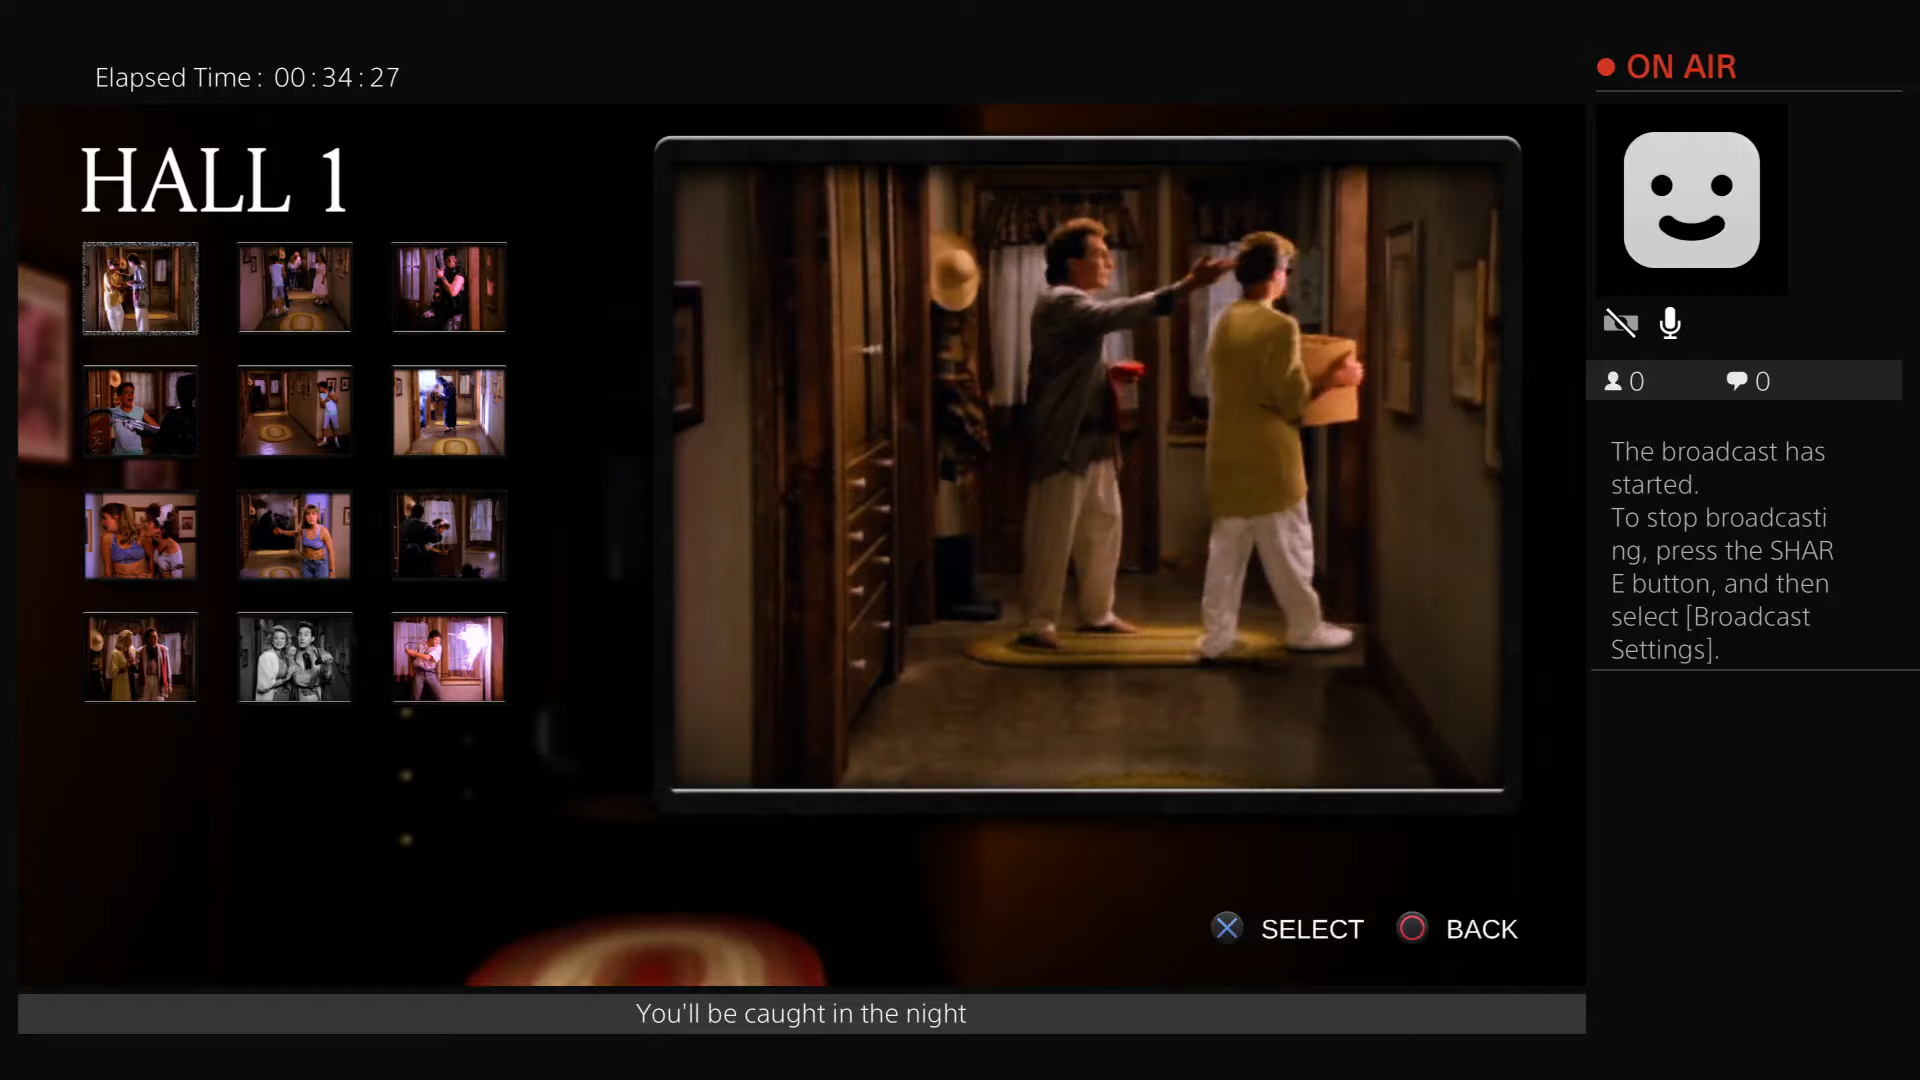 Elapsed Time: 00:34:27
ON AIR
HALL 1
0
0
The broadcast has
started.
To stop broadcasti
ng, press the SHAR
E button, and then
select [Broadcast
Settings].
SELECT
BACK
You'll be caught in the night